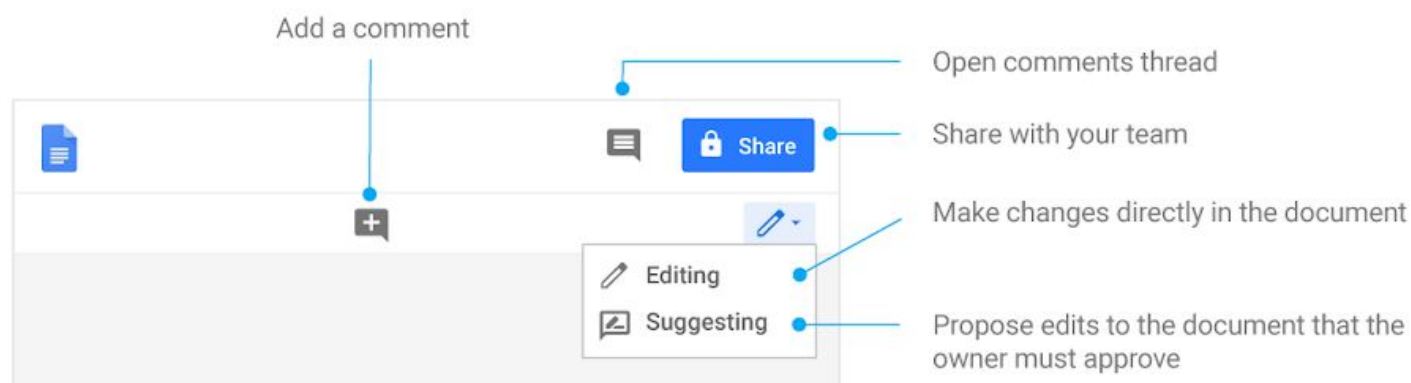 Add a comment
Open comments thread
Share
Share with your team
Make changes directly in the document
Editing
Suggesting
Propose edits to the document that the
owner must approve